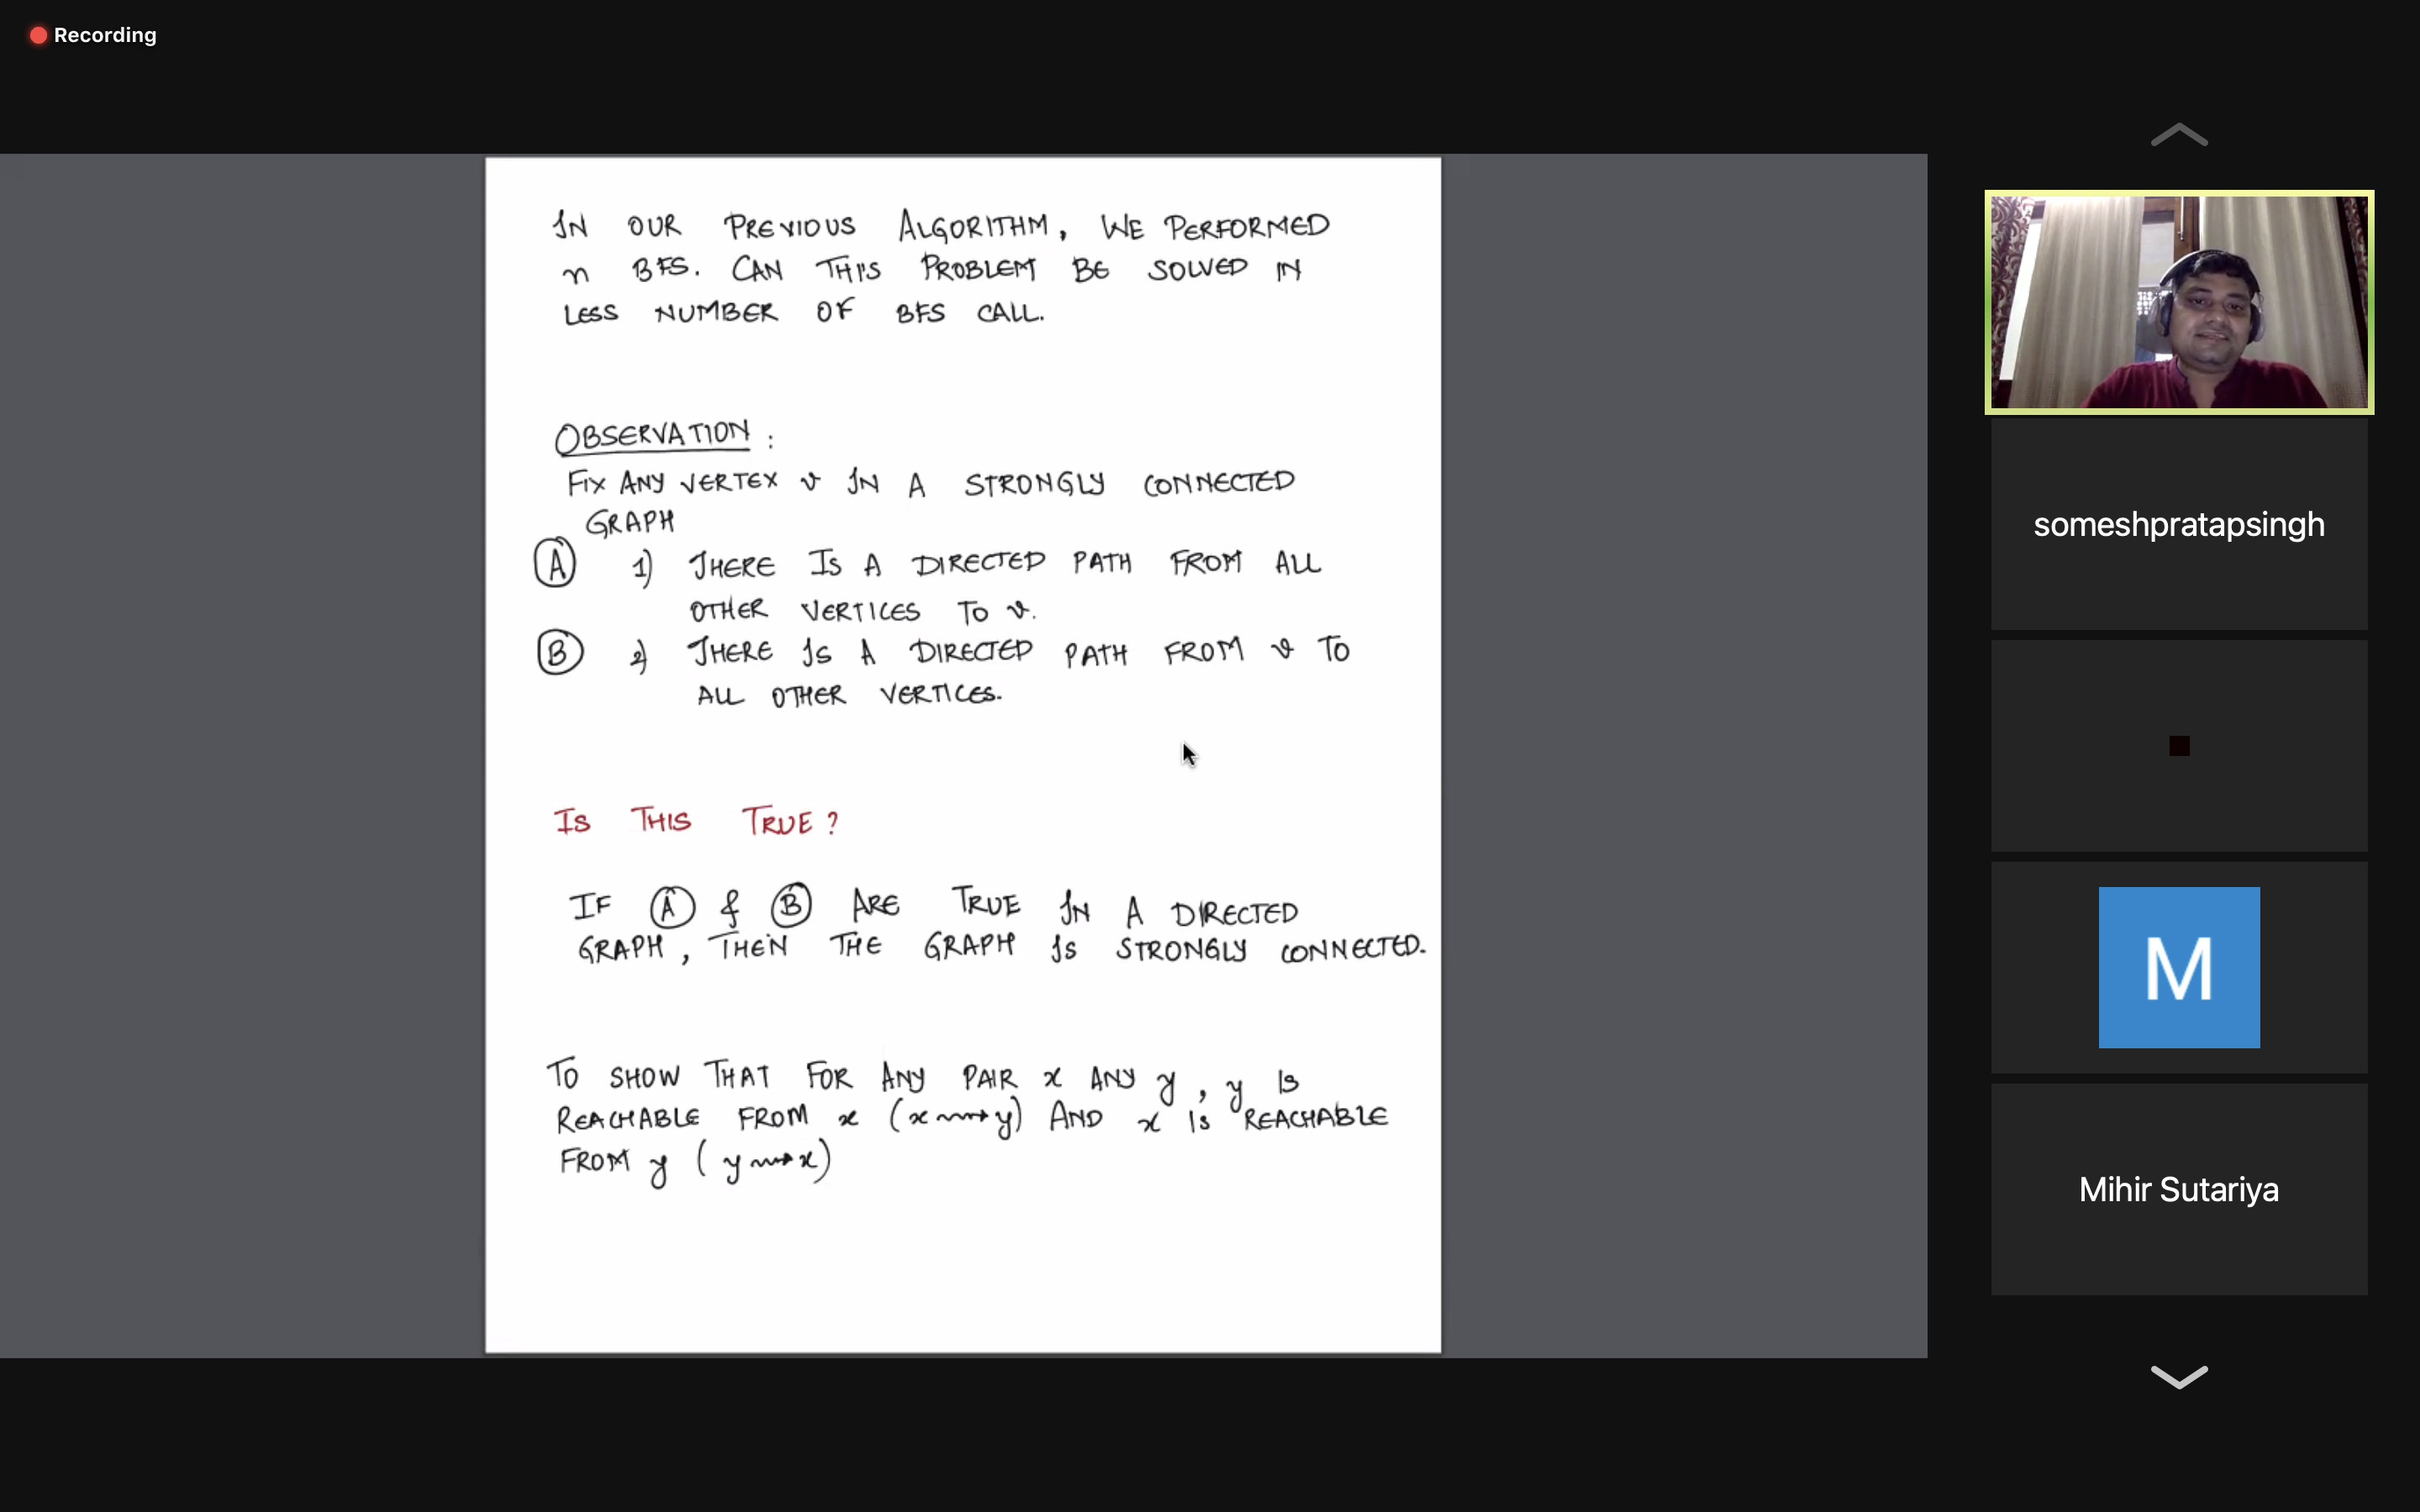 Recording
IN OUR PREVIOUS ALGORITHM, WE PERFORMED
n BFS. CAN THIS PROBLEM BE SOLVED IN
LESS NUMBER OF BFS CALL.
OBSERVATION :
FIX ANY VERTEX v IN A STRONGLY CONNECTED
GRAPH
A 1) THERE IS A DIRECTED PATH FROM ALL
OTHER VERTICES TO v.
B 2) THERE IS A DIRECTED PATH FROM v TO
ALL OTHER VERTICES.
IS THIS TRUE?
IF A & B ARE TRUE IN A DIRECTED
GRAPH, THEN THE GRAPH IS STRONGLY CONNECTED.
TO SHOW THAT FOR ANY PAIR x ANY y, y IS
REACHABLE FROM x (x ⇝ y) AND x IS REACHABLE
FROM y (y ⇝ x)
someshpratapsingh
M
Mihir Sutariya